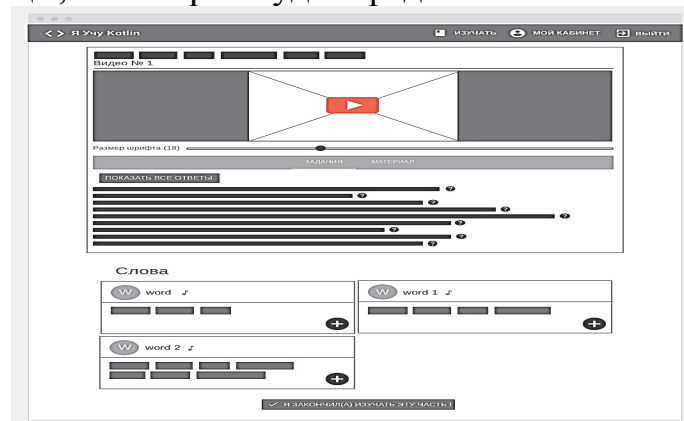 < > Я Учу Kotlin ИЗУЧАТЬ МОЙ КАБИНЕТ ВЫЙТИ
Видео № 1
Размер шрифта (18)
ЗАДАНИЯ МАТЕРИАЛ
ПОКАЗАТЬ ВСЕ ОТВЕТЫ
?
?
?
?
?
?
?
?
?
Слова
W word ♪ W word 1 ♪
W word 2 ♪
✓ Я ЗАКОНЧИЛ(А) ИЗУЧАТЬ ЭТУ ЧАСТЬ !